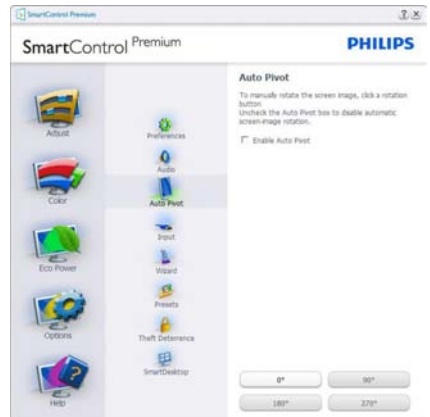 SmartControl Premium
SmartControl Premium
PHILIPS
Adjust
Color
Eco Power
Options
Help
Preferences
Audio
Auto Pivot
Input
Wizard
Presets
Theft Deterrence
SmartDesktop
Auto Pivot
To manually rotate the screen image, click a rotation
button
Uncheck the Auto Pivot box to disable automatic
screen-image rotation.
Enable Auto Pivot
0°
90°
180°
270°